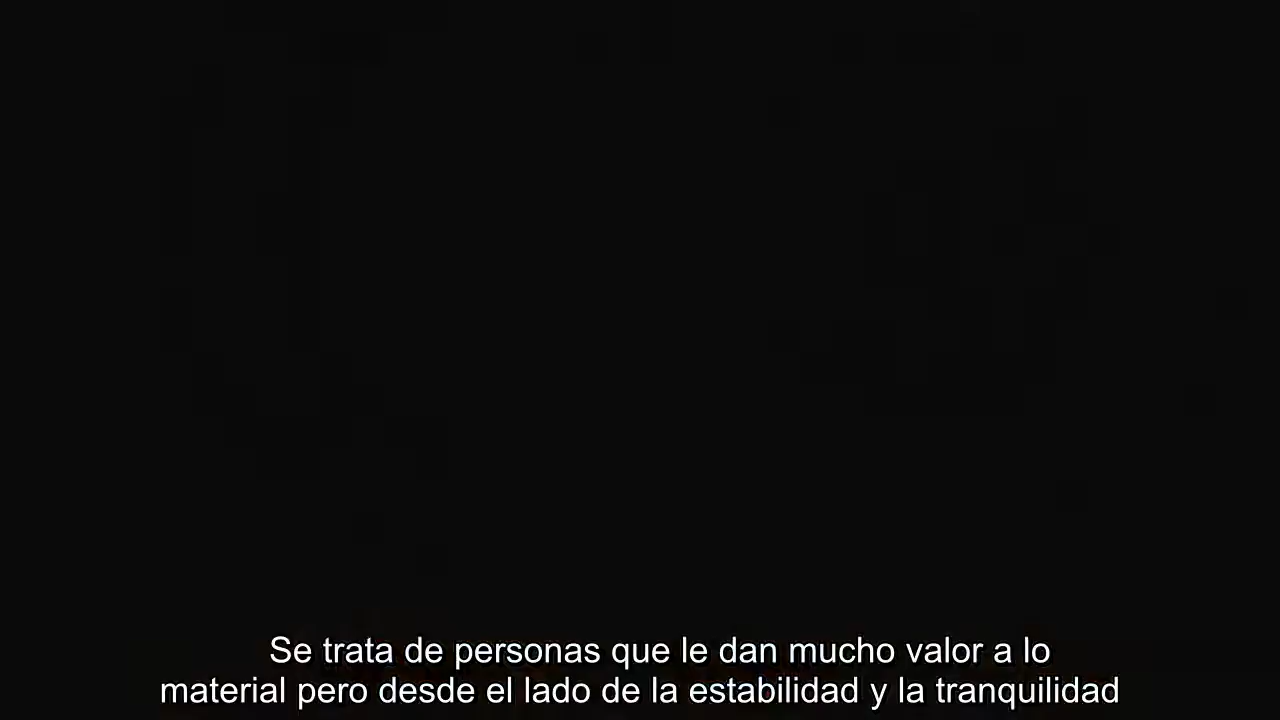 Se trata de personas que le dan mucho valor a lo
material pero desde el lado de la estabilidad y la tranquilidad